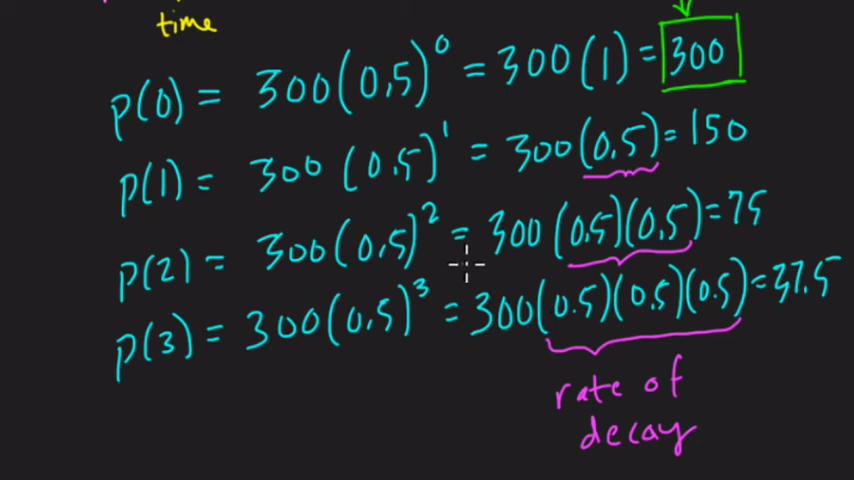 time
p(0) = 300(0.5)^0 = 300(1) = 300
p(1) = 300(0.5)^1 = 300(0.5) = 150
p(2) = 300(0.5)^2 = 300(0.5)(0.5) = 75
p(3) = 300(0.5)^3 = 300(0.5)(0.5)(0.5) = 37.5
rate of
decay